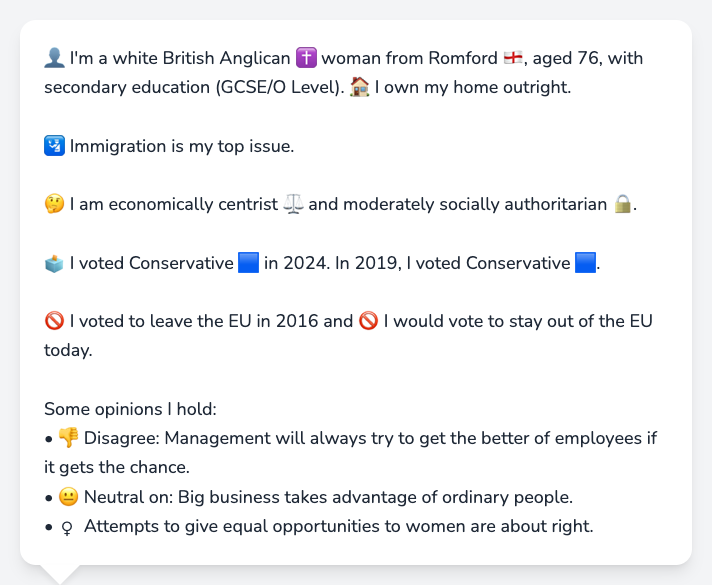 👤 I'm a white British Anglican ✝️ woman from Romford 🏴󠁧󠁢󠁥󠁮󠁧󠁿, aged 76, with
secondary education (GCSE/O Level). 🏠 I own my home outright.
🛂 Immigration is my top issue.
🤔 I am economically centrist ⚖️ and moderately socially authoritarian 🔒.
🗳️ I voted Conservative 🟦 in 2024. In 2019, I voted Conservative 🟦.
🚫 I voted to leave the EU in 2016 and 🚫 I would vote to stay out of the EU
today.
Some opinions I hold:
• 👎 Disagree: Management will always try to get the better of employees if
it gets the chance.
• 😐 Neutral on: Big business takes advantage of ordinary people.
• ♀ Attempts to give equal opportunities to women are about right.